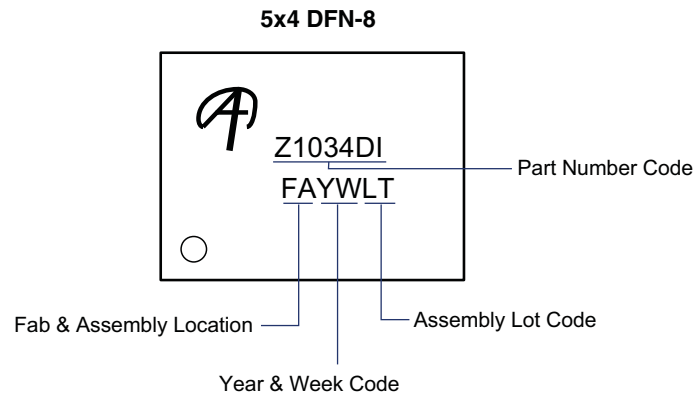 5x4 DFN-8
Z1034DI
Part Number Code
FAYWLT
Fab & Assembly Location
Assembly Lot Code
Year & Week Code